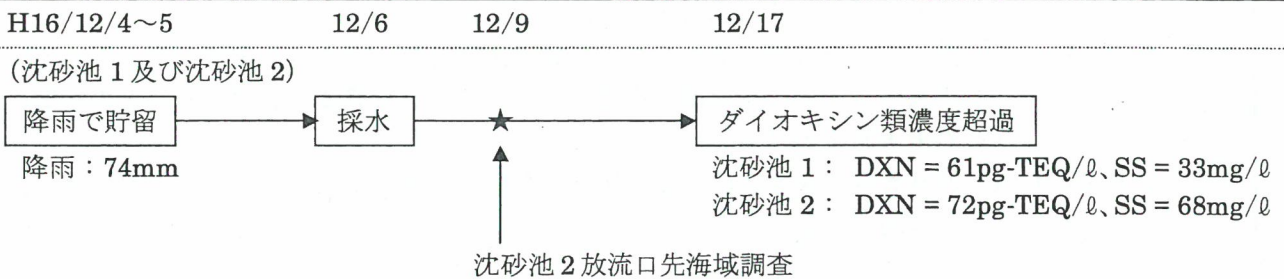 H16/12/4～5 12/6 12/9 12/17
(沈砂池 1 及び沈砂池 2)
降雨で貯留 採水 ★ ダイオキシン類濃度超過
降雨：74mm
沈砂池 1： DXN = 61pg-TEQ/ℓ、SS = 33mg/ℓ
沈砂池 2： DXN = 72pg-TEQ/ℓ、SS = 68mg/ℓ
沈砂池 2 放流口先海域調査